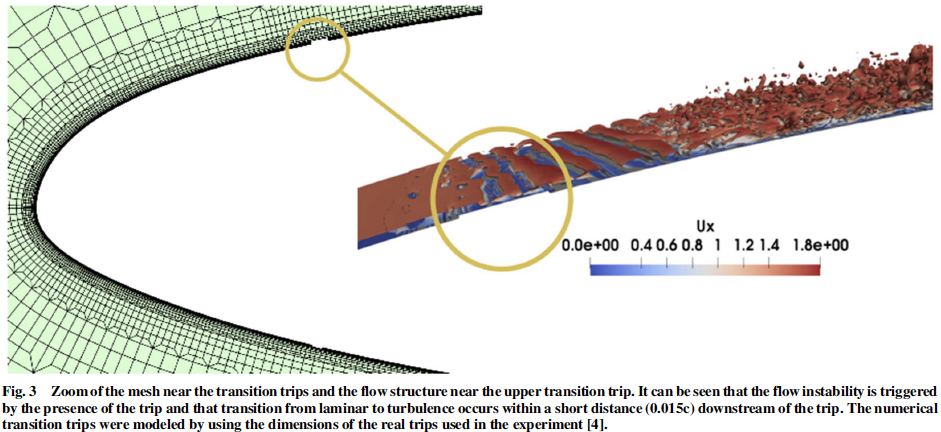 Ux
0.0e+00 0.4 0.6 0.8 1 1.2 1.4 1.8e+00
Fig. 3 Zoom of the mesh near the transition trips and the flow structure near the upper transition trip. It can be seen that the flow instability is triggered
by the presence of the trip and that transition from laminar to turbulence occurs within a short distance (0.015c) downstream of the trip. The numerical
transition trips were modeled by using the dimensions of the real trips used in the experiment [4].